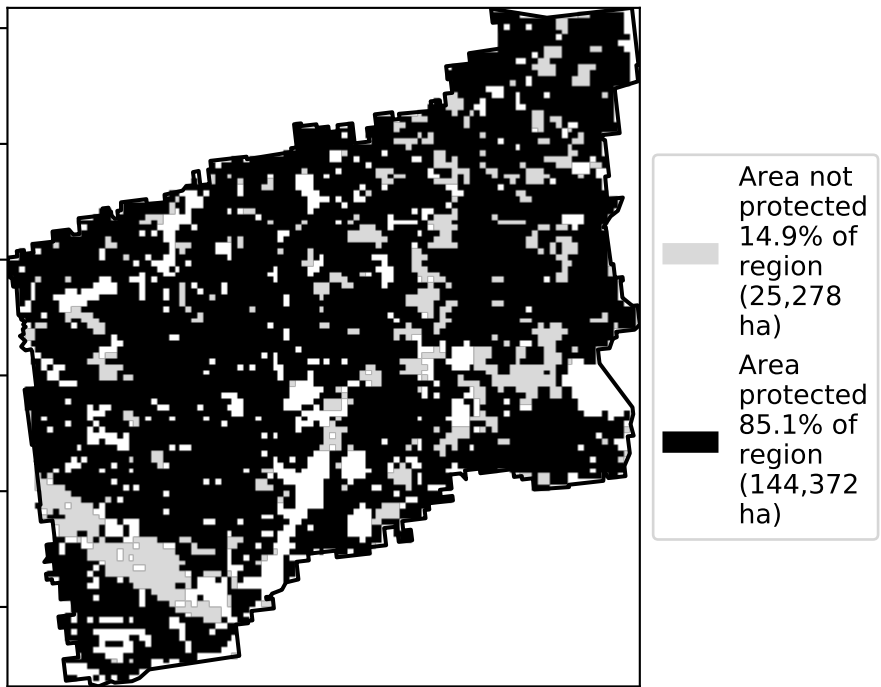 Area not
protected
14.9% of
region
(25,278
ha)
Area
protected
85.1% of
region
(144,372
ha)